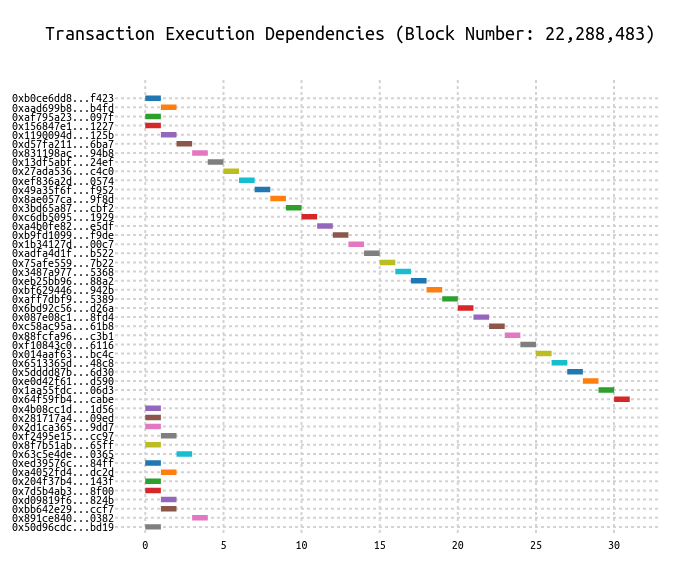 Transaction Execution Dependencies (Block Number: 22,288,483)
0xb0ce6dd8...f423
0xaad699b8...b4fd
0xaf795a23...097f
0x156847e1...1227
0x1190094d...125b
0xd57fa211...6ba7
0x831198ac...94b8
0x13df5abf...24ef
0x27ada536...c4c0
0xef836a2d...0574
0x49a35f6f...f952
0x8ae057ca...9f8d
0x3bd65a87...cbf2
0xc6db5095...1929
0xa4b0fe82...e5df
0xb9fd1099...f9de
0x1b34127d...00c7
0xadfa4d1f...b522
0x75afe559...7b22
0x3487a977...5368
0xeb25bb96...88a2
0xbf629446...942b
0xaff7dbf9...5389
0x6bd92c56...d26a
0x087e08c1...8fd4
0xc58ac95a...61b8
0x88fcfa96...c3b1
0xf10843c0...6116
0x014aaf63...bc4c
0x6513365d...48c8
0x5dddd87b...6d30
0xe0d42f61...d590
0x1aa55fdc...06d3
0x64f59fb4...cabe
0x4b08cc1d...1d56
0x281717a4...09ed
0x2d1ca365...9dd7
0xf2495e15...cc97
0x8f7b51ab...65ff
0x63c5e4de...0365
0xed39576c...84ff
0xa4052fd4...dc2d
0x204f37b4...143f
0x7d5b4ab3...8f00
0xd09819f6...824b
0xbb642e29...ccf7
0x891ce840...0382
0x50d96cdc...bd19
0 5 10 15 20 25 30